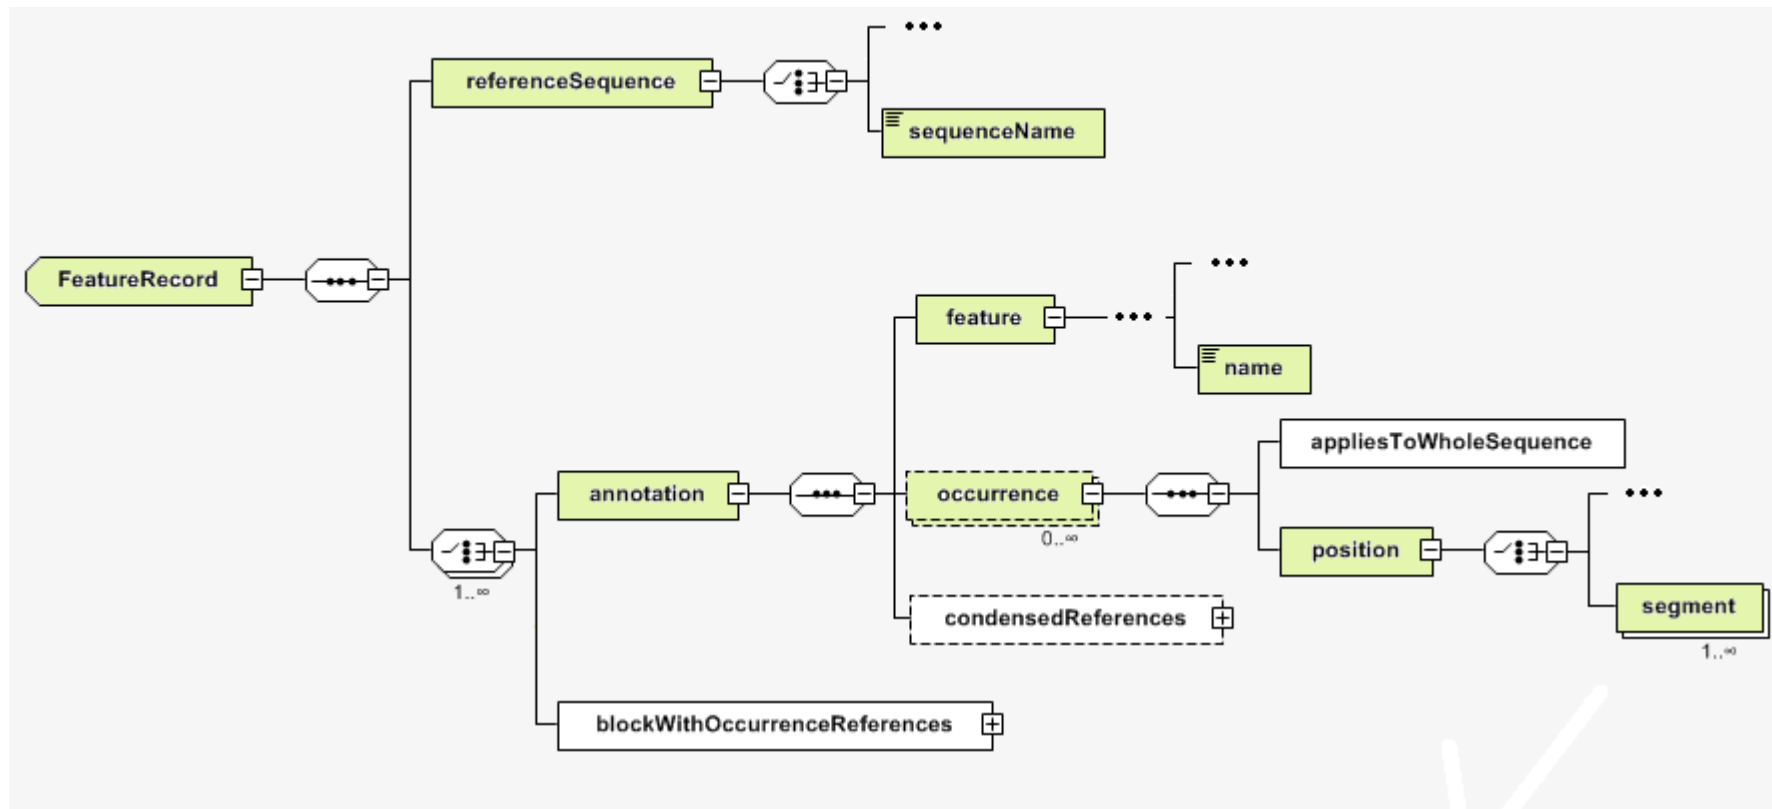 referenceSequence
sequenceName
FeatureRecord
feature
name
appliesToWholeSequence
annotation
occurrence
0..∞
position
1..∞
condensedReferences
segment
1..∞
blockWithOccurrenceReferences